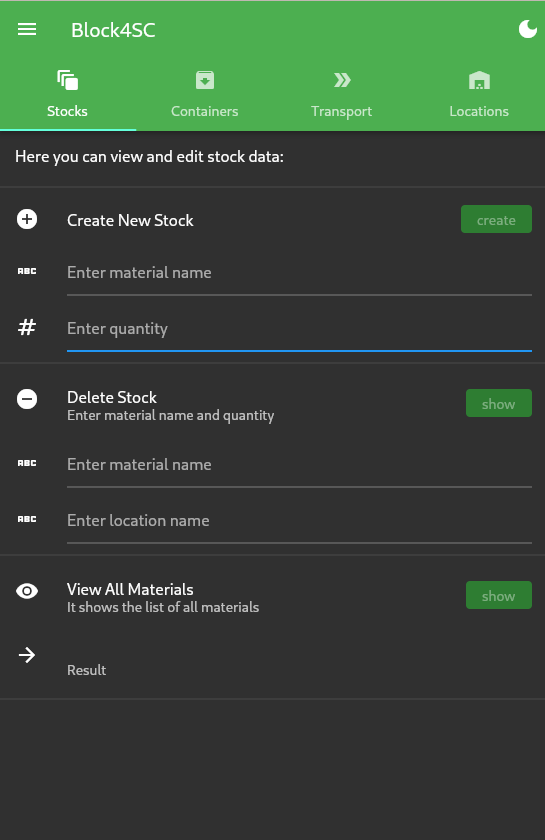 Block4SC
Stocks Containers Transport Locations
Here you can view and edit stock data:
Create New Stock create
ABC Enter material name
# Enter quantity
Delete Stock show
Enter material name and quantity
ABC Enter material name
ABC Enter location name
View All Materials show
It shows the list of all materials
Result